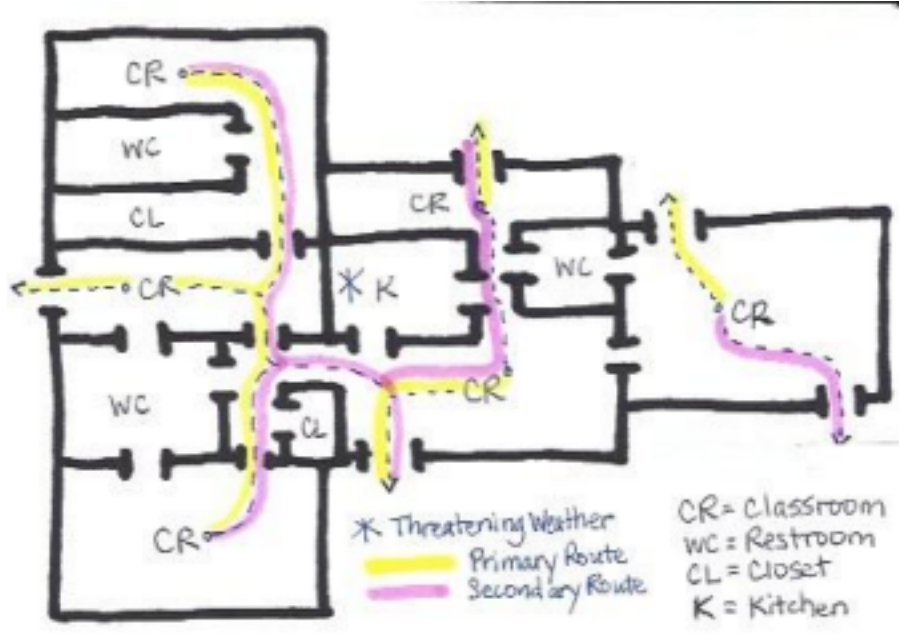 CR
WC
CL
CR
CR
WC
* K
CR
WC
CL
CR
CR
* Threatening Weather
Primary Route
Secondary Route
CR = Classroom
WC = Restroom
CL = Closet
K = Kitchen